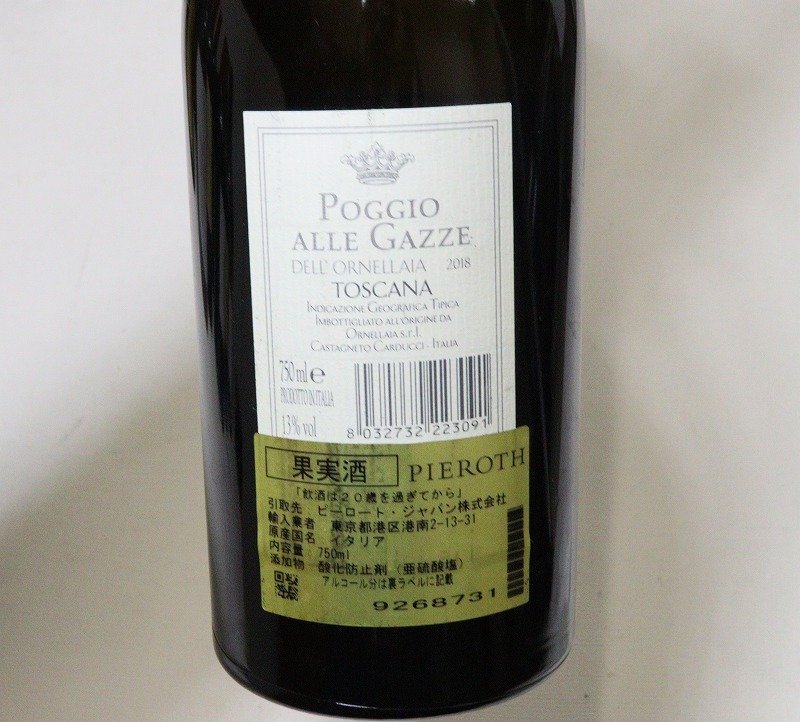 POGGIO
ALLE GAZZE
DELL'ORNELLAIA 2018
TOSCANA
INDICAZIONE GEOGRAFICA TIPICA
IMBOTTIGLIATO ALL'ORIGINE DA
ORNELLAIA s.r.l.
CASTAGNETO CARDUCCI - ITALIA
750 ml e
PRODOTTO IN ITALIA
13% vol
8 032732 223091
果実酒 PIEROTH
「飲酒は20歳を過ぎてから」
引取先 ピーロート・ジャパン株式会社
輸入業者 東京都港区港南2-13-31
原産国名 イタリア
内容量 750ml
添加物 酸化防止剤（亜硫酸塩）
アルコール分は裏ラベルに記載
9268731